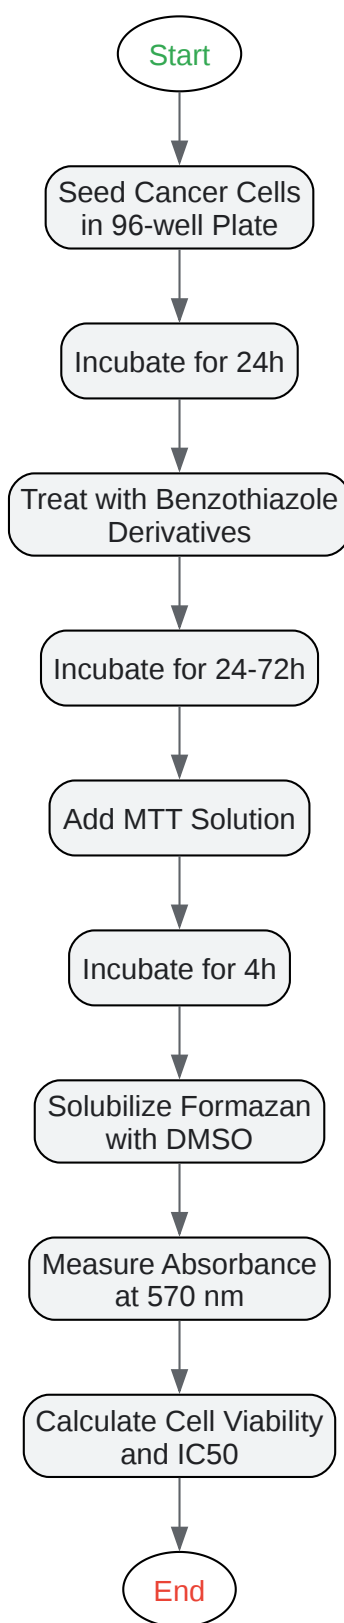 Start
Seed Cancer Cells
in 96-well Plate
Incubate for 24h
Treat with Benzothiazole
Derivatives
Incubate for 24-72h
Add MTT Solution
Incubate for 4h
Solubilize Formazan
with DMSO
Measure Absorbance
at 570 nm
Calculate Cell Viability
and IC50
End